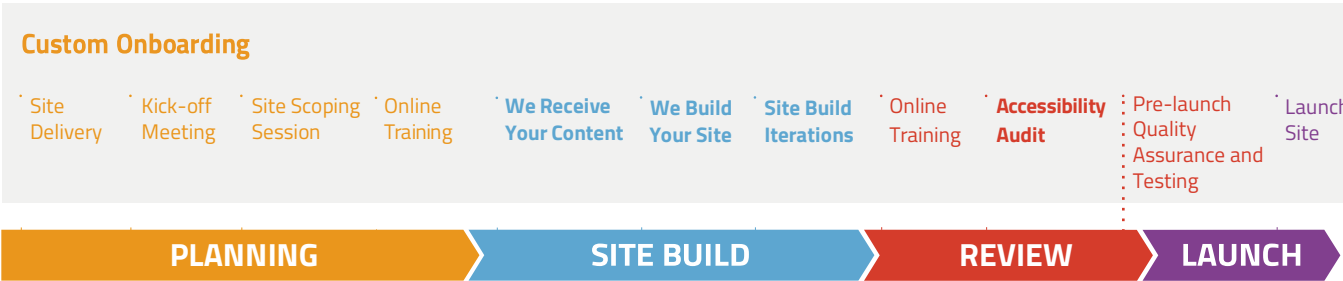 Custom Onboarding
Site
Delivery
Kick-off
Meeting
Site Scoping
Session
Online
Training
We Receive
Your Content
We Build
Your Site
Site Build
Iterations
Online
Training
Accessibility
Audit
Pre-launch
Quality
Assurance and
Testing
Launch
Site
PLANNING
SITE BUILD
REVIEW
LAUNCH